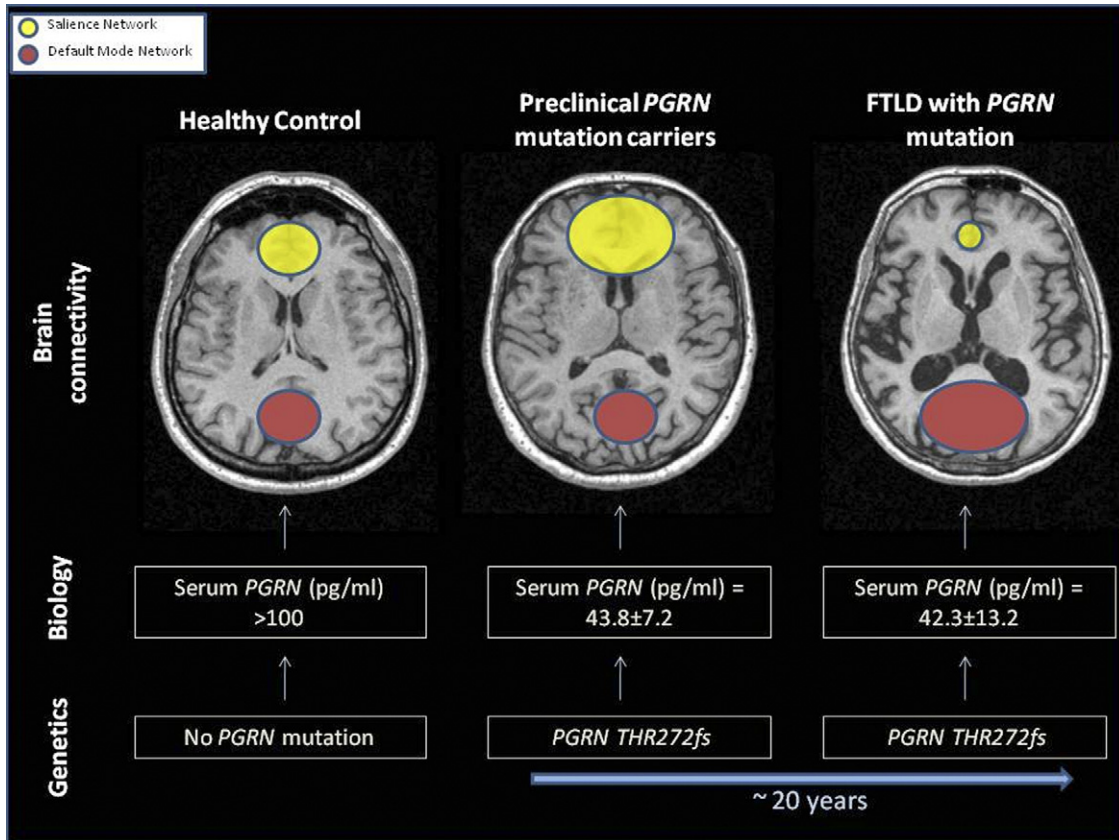 Salience Network
Default Mode Network
Healthy Control
Preclinical PGRN
mutation carriers
FTLD with PGRN
mutation
Brain
connectivity
Serum PGRN (pg/ml)
>100
Serum PGRN (pg/ml) =
43.8±7.2
Serum PGRN (pg/ml) =
42.3±13.2
Biology
No PGRN mutation
PGRN THR272fs
PGRN THR272fs
Genetics
~ 20 years